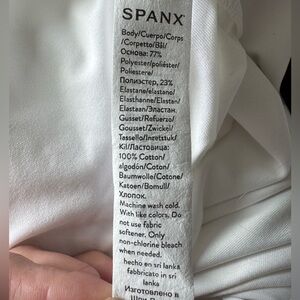 SPANX
Body/Cuerpo/Corps
/Corpetto/Bål/
Основа: 77%
Polyester/poliéster/
Poliestere/
Полиэстер, 23%
Elastane/elastano/
Elasthanne/Elastan/
Elastaan/Эластан.
Gusset/Refuerzo/
Gousset/Zwickel/
Tassello/Inzetstuk/
Kil/Ластовица:
100% Cotton/
algodón/Coton/
Baumwolle/Cotone/
Katoen/Bomull/
Хлопок.
Machine wash cold.
With like colors. Do
not use fabric
softener. Only
non-chlorine bleach
when needed.
hecho en sri lanka
fabbricato in sri
lanka
Изготовлено в